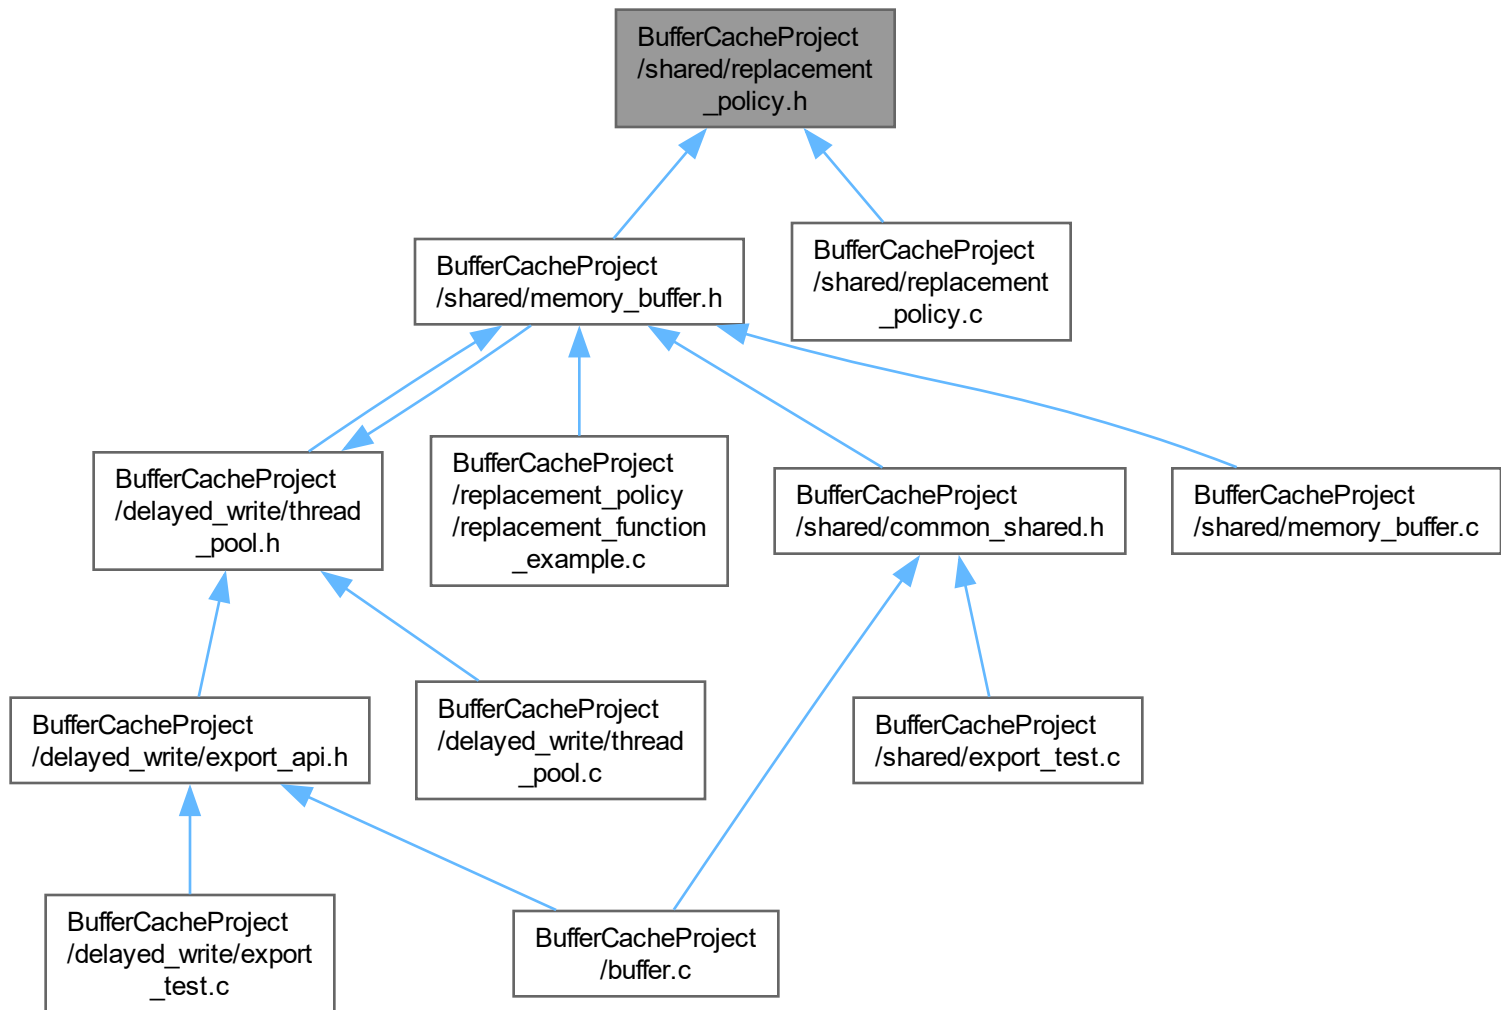 BufferCacheProject
/shared/replacement
_policy.h
BufferCacheProject
/shared/memory_buffer.h
BufferCacheProject
/shared/replacement
_policy.c
BufferCacheProject
/delayed_write/thread
_pool.h
BufferCacheProject
/replacement_policy
/replacement_function
_example.c
BufferCacheProject
/shared/common_shared.h
BufferCacheProject
/shared/memory_buffer.c
BufferCacheProject
/delayed_write/export_api.h
BufferCacheProject
/delayed_write/thread
_pool.c
BufferCacheProject
/shared/export_test.c
BufferCacheProject
/delayed_write/export
_test.c
BufferCacheProject
/buffer.c